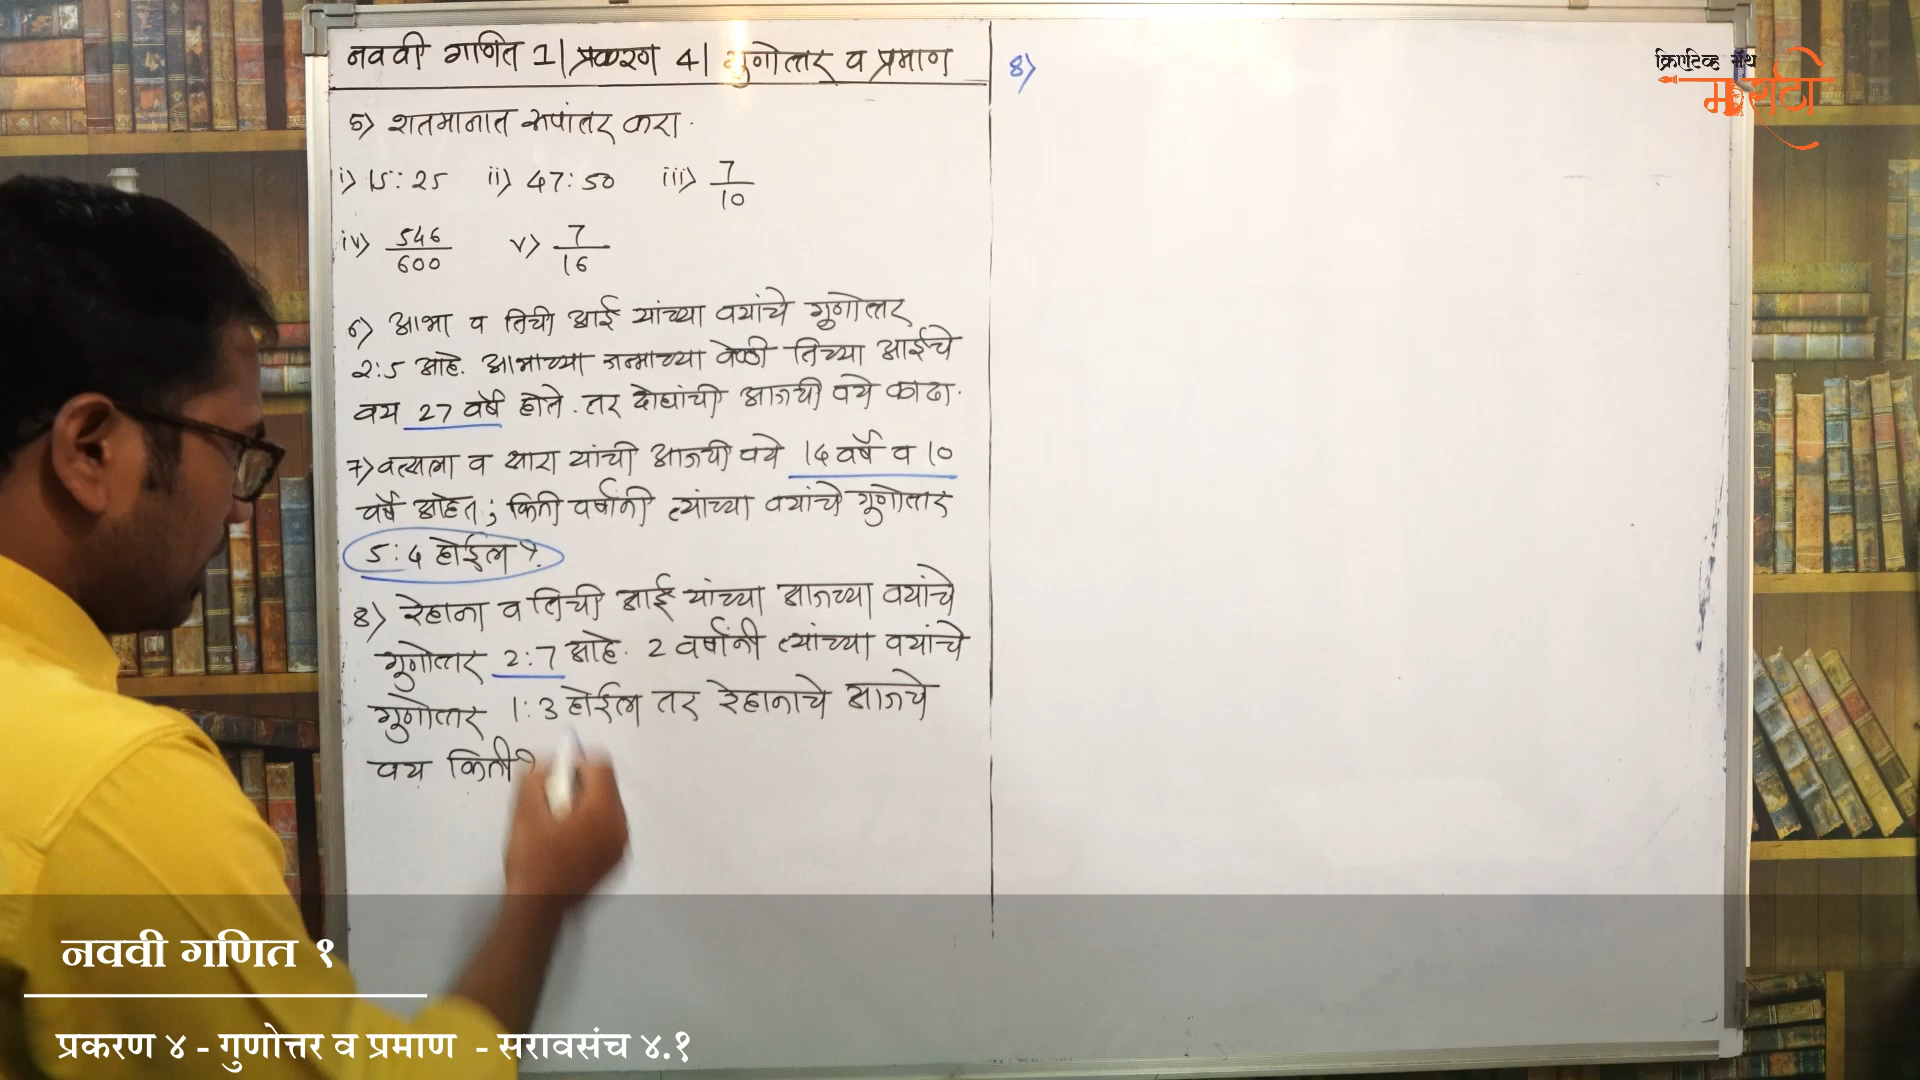 नववी गणित 1 | प्रकरण 4 | गुणोत्तर व प्रमाण
5) शतमानात रूपांतर करा.
i) 15:25 ii) 47:50 iii) 7/10
iv) 546/600 v) 7/16
6) आभा व तिची आई यांच्या वयांचे गुणोत्तर
2:5 आहे. आभाच्या जन्माच्या वेळी तिच्या आईचे
वय 27 वर्षे होते. तर दोघांची आजची वये काढा.
7) वत्सला व सारा यांची आजची वये 14 वर्षे व 10
वर्षे आहेत; किती वर्षांनी त्यांच्या वयांचे गुणोत्तर
5:4 होईल?
8) रेहाना व तिची आई यांच्या आजच्या वयांचे
गुणोत्तर 2:7 आहे. 2 वर्षांनी त्यांच्या वयांचे
गुणोत्तर 1:3 होईल तर रेहानाचे आजचे
वय किती?
8)
क्रिएटिव्ह मॅथ
मराठी
नववी गणित १
प्रकरण ४ - गुणोत्तर व प्रमाण - सरावसंच ४.१